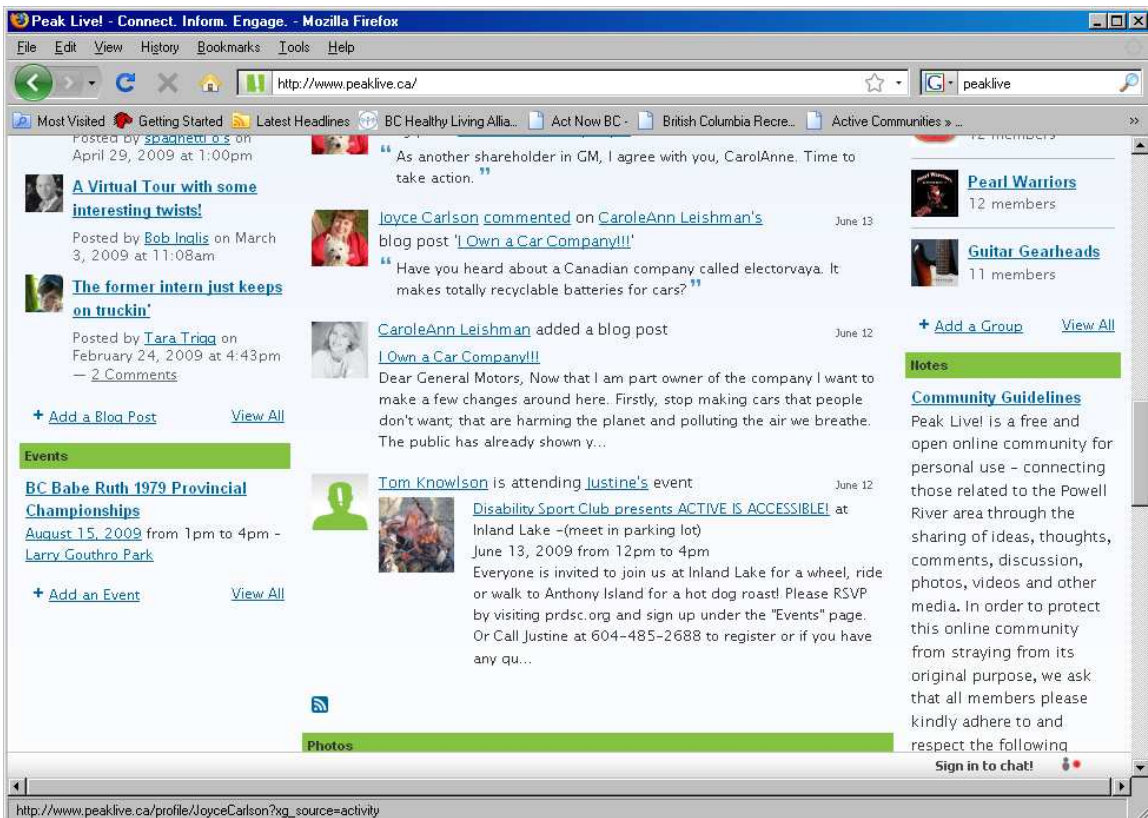 Peak Live! - Connect. Inform. Engage. - Mozilla Firefox
File Edit View History Bookmarks Tools Help
http://www.peaklive.ca/
G peaklive
Most Visited Getting Started Latest Headlines BC Healthy Living Allia... Act Now BC - British Columbia Recre... Active Communities » ... »
Posted by spaghetti o's on
April 29, 2009 at 1:00pm
A Virtual Tour with some
interesting twists!
Posted by Bob Inglis on March
3, 2009 at 11:08am
The former intern just keeps
on truckin'
Posted by Tara Trigg on
February 24, 2009 at 4:43pm
— 2 Comments
+ Add a Blog Post View All
Events
BC Babe Ruth 1979 Provincial
Championships
August 15, 2009 from 1pm to 4pm –
Larry Gouthro Park
+ Add an Event View All
“ As another shareholder in GM, I agree with you, CarolAnne. Time to
take action. ”
Joyce Carlson commented on CaroleAnn Leishman's June 13
blog post 'I Own a Car Company!!!'
“ Have you heard about a Canadian company called electorvaya. It
makes totally recyclable batteries for cars? ”
CaroleAnn Leishman added a blog post June 12
I Own a Car Company!!!
Dear General Motors, Now that I am part owner of the company I want to
make a few changes around here. Firstly, stop making cars that people
don't want; that are harming the planet and polluting the air we breathe.
The public has already shown y...
Tom Knowlson is attending Justine's event June 12
Disability Sport Club presents ACTIVE IS ACCESSIBLE! at
Inland Lake –(meet in parking lot)
June 13, 2009 from 12pm to 4pm
Everyone is invited to join us at Inland Lake for a wheel, ride
or walk to Anthony Island for a hot dog roast! Please RSVP
by visiting prdsc.org and sign up under the "Events" page.
Or Call Justine at 604-485-2688 to register or if you have
any qu...
Photos
12 members
Pearl Warriors
12 members
Guitar Gearheads
11 members
+ Add a Group View All
Notes
Community Guidelines
Peak Live! is a free and
open online community for
personal use – connecting
those related to the Powell
River area through the
sharing of ideas, thoughts,
comments, discussion,
photos, videos and other
media. In order to protect
this online community
from straying from its
original purpose, we ask
that all members please
kindly adhere to and
respect the following
Sign in to chat!
http://www.peaklive.ca/profile/JoyceCarlson?xg_source=activity